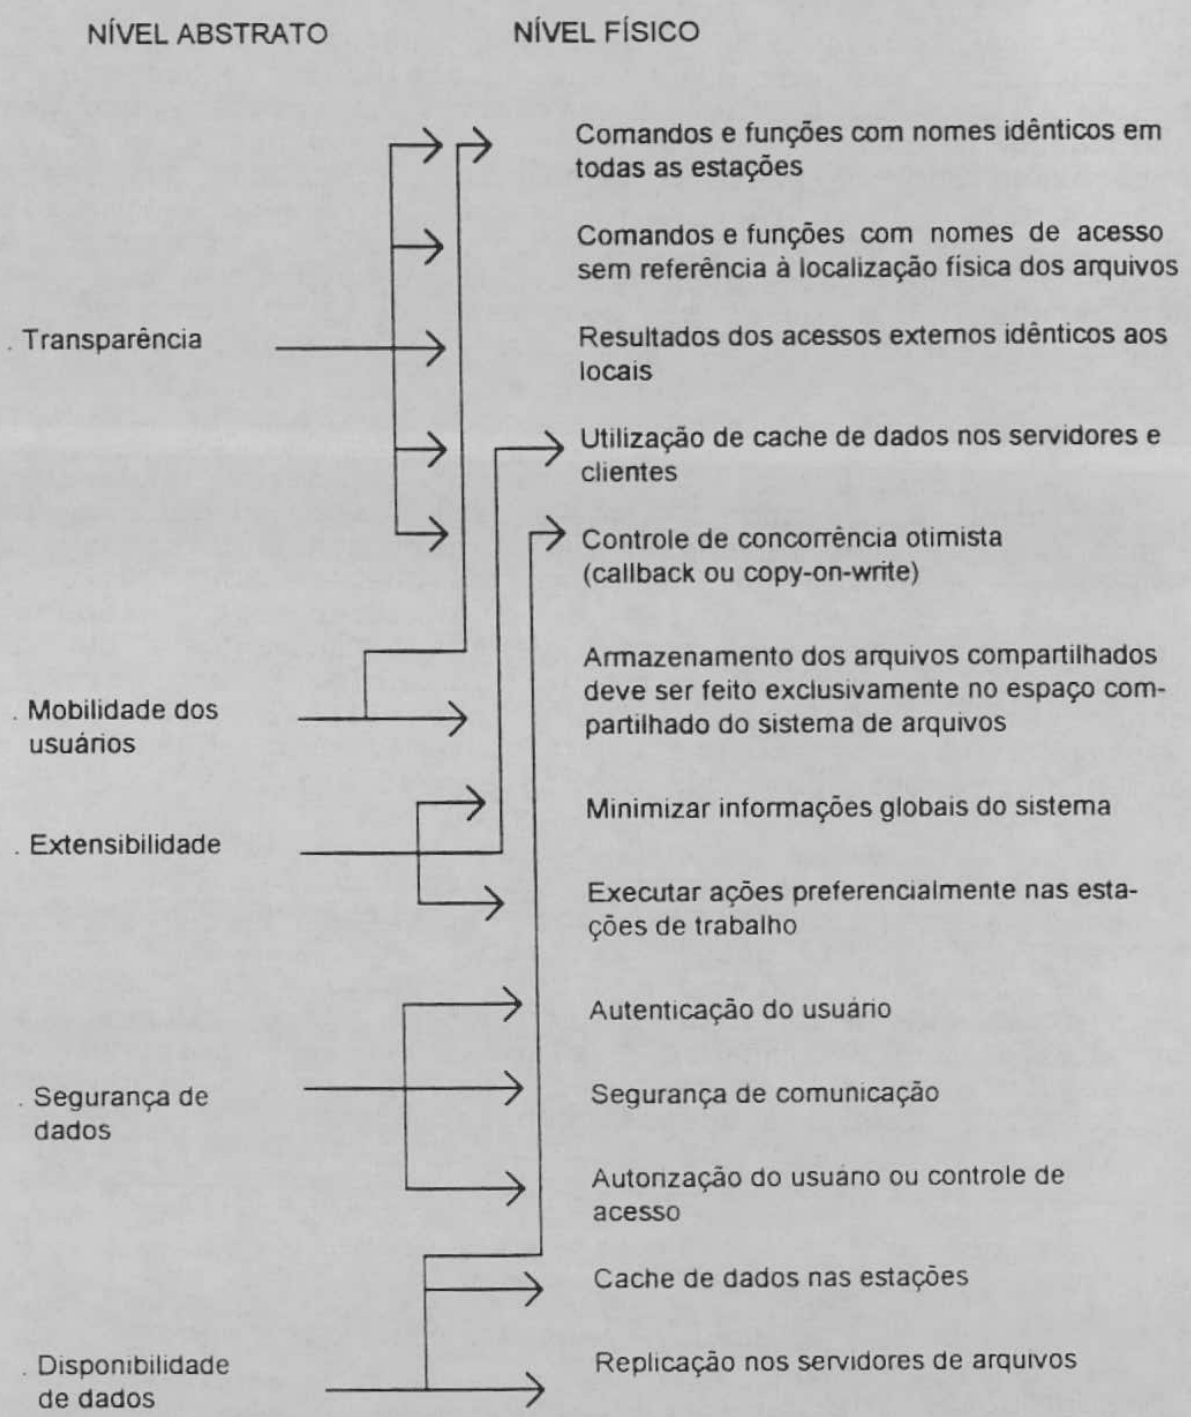 NÍVEL ABSTRATO NÍVEL FÍSICO
Comandos e funções com nomes idênticos em
todas as estações
Comandos e funções com nomes de acesso
sem referência à localização física dos arquivos
. Transparência
Resultados dos acessos externos idênticos aos
locais
Utilização de cache de dados nos servidores e
clientes
Controle de concorrência otimista
(callback ou copy-on-write)
Armazenamento dos arquivos compartilhados
deve ser feito exclusivamente no espaço com-
partilhado do sistema de arquivos
. Mobilidade dos
usuários
Minimizar informações globais do sistema
. Extensibilidade
Executar ações preferencialmente nas esta-
ções de trabalho
Autenticação do usuário
. Segurança de
dados
Segurança de comunicação
Autorização do usuário ou controle de
acesso
Cache de dados nas estações
. Disponibilidade
de dados
Replicação nos servidores de arquivos